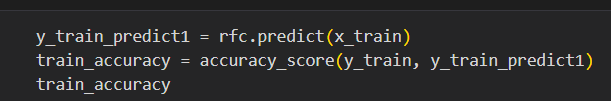 y_train_predict1 = rfc.predict(x_train)
train_accuracy = accuracy_score(y_train, y_train_predict1)
train_accuracy